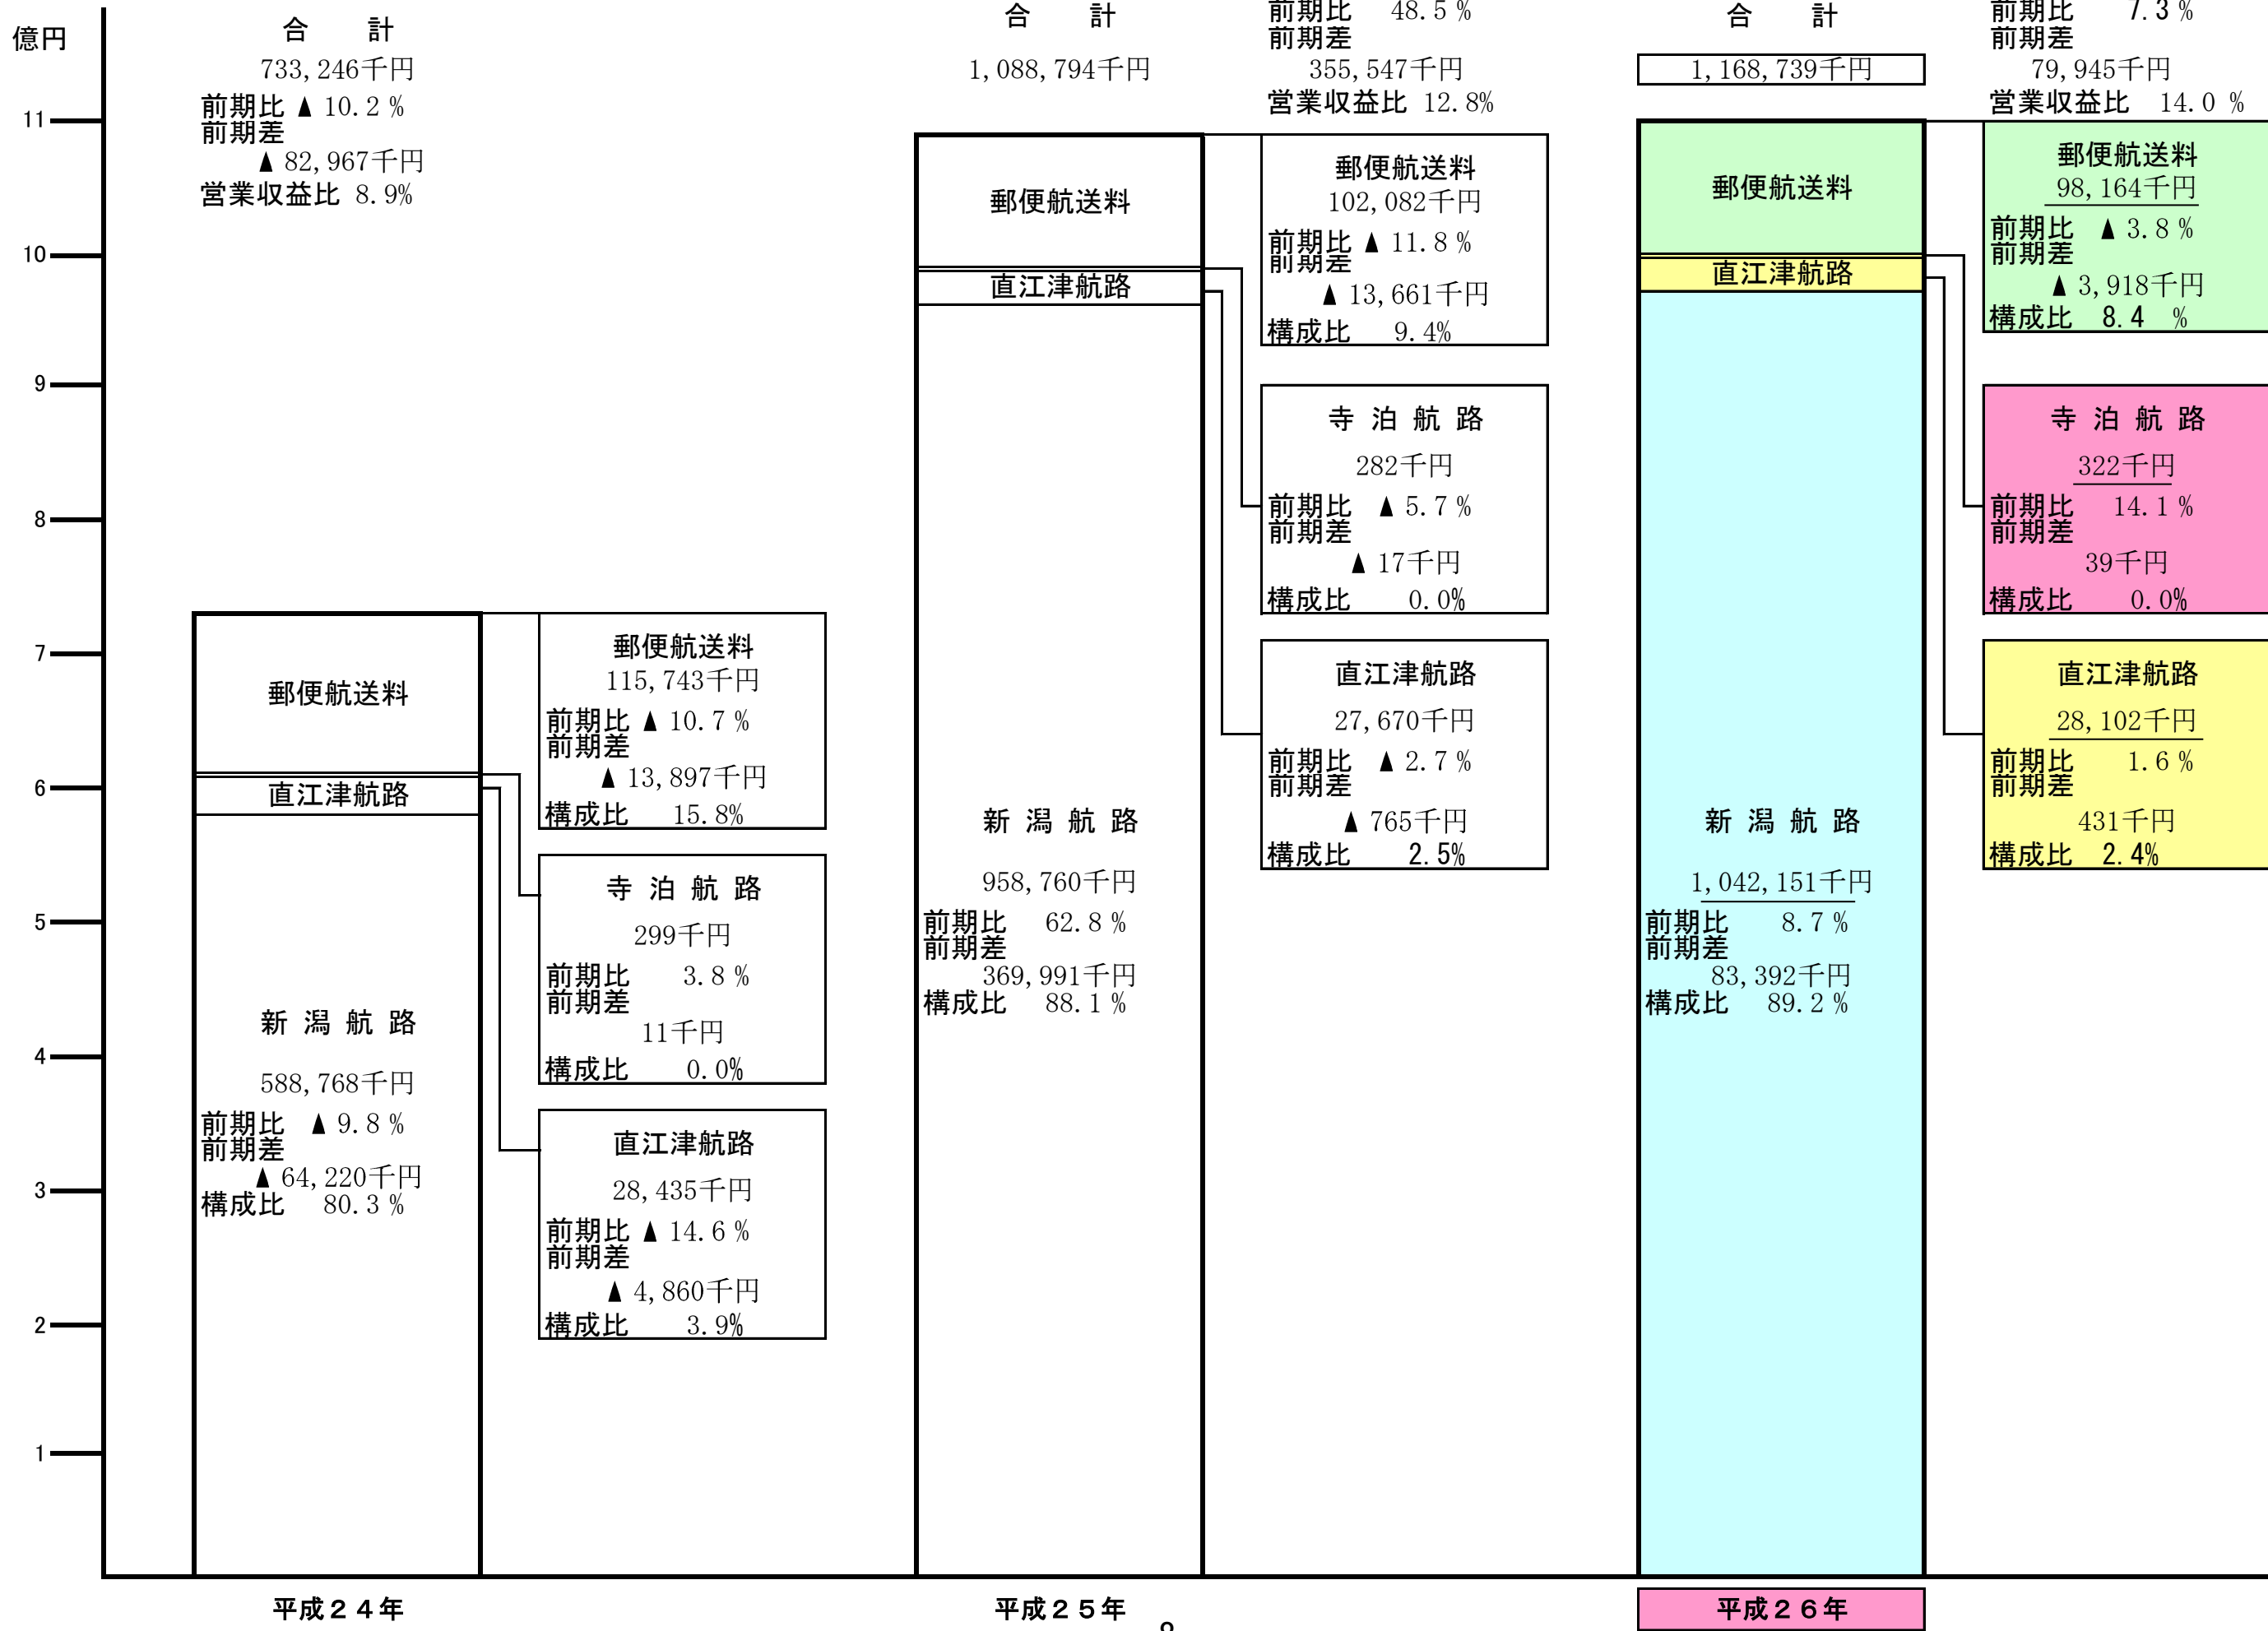 億円
11
10
9
8
7
6
5
4
3
2
1
合　　計
733,246千円
前期比 ▲ 10.2 %
前期差
▲ 82,967千円
営業収益比 8.9%
郵便航送料
直江津航路
新 潟 航 路
588,768千円
前期比 ▲ 9.8 %
前期差
▲ 64,220千円
構成比 80.3 %
郵便航送料
115,743千円
前期比 ▲ 10.7 %
前期差
▲ 13,897千円
構成比 15.8%
寺 泊 航 路
299千円
前期比 3.8 %
前期差
11千円
構成比 0.0%
直江津航路
28,435千円
前期比 ▲ 14.6 %
前期差
▲ 4,860千円
構成比 3.9%
平成２４年
合　　計
1,088,794千円
前期比 48.5 %
前期差
355,547千円
営業収益比 12.8%
郵便航送料
直江津航路
新 潟 航 路
958,760千円
前期比 62.8 %
前期差
369,991千円
構成比 88.1 %
郵便航送料
102,082千円
前期比 ▲ 11.8 %
前期差
▲ 13,661千円
構成比 9.4%
寺 泊 航 路
282千円
前期比 ▲ 5.7 %
前期差
▲ 17千円
構成比 0.0%
直江津航路
27,670千円
前期比 ▲ 2.7 %
前期差
▲ 765千円
構成比 2.5%
平成２５年
合　　計
1,168,739千円
前期比 7.3 %
前期差
79,945千円
営業収益比 14.0 %
郵便航送料
直江津航路
新 潟 航 路
1,042,151千円
前期比 8.7 %
前期差
83,392千円
構成比 89.2 %
郵便航送料
98,164千円
前期比 ▲ 3.8 %
前期差
▲ 3,918千円
構成比 8.4 %
寺 泊 航 路
322千円
前期比 14.1 %
前期差
39千円
構成比 0.0%
直江津航路
28,102千円
前期比 1.6 %
前期差
431千円
構成比 2.4%
平成２６年